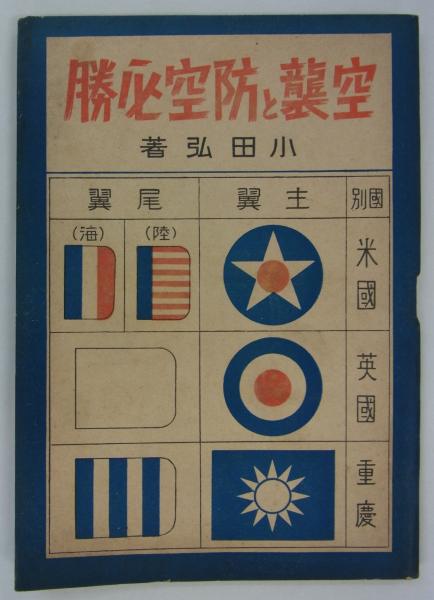 空襲と防空必勝
小田弘著
國別
主翼
尾翼
(陸)
(海)
米國
英國
重慶